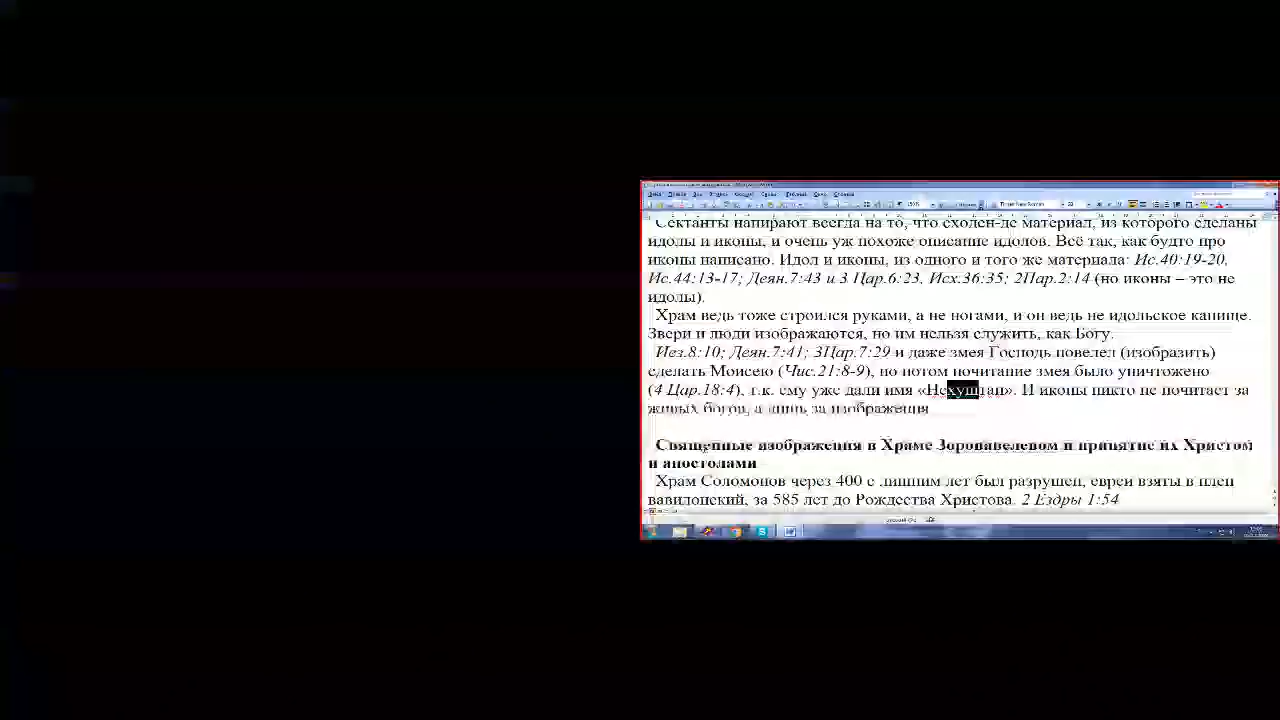 Сектанты напирают всегда на то, что сходен-де материал, из которого сделаны
идолы и иконы, и очень уж похоже описание идолов. Всё так, как будто про
иконы написано. Идол и иконы, из одного и того же материала: Ис.40:19-20,
Ис.44:13-17; Деян.7:43 и 3 Цар.6:23, Исх.36:35; 2Пар.2:14 (но иконы – это не
идолы).
Храм ведь тоже строился руками, а не ногами, и он ведь не идольское капище.
Звери и люди изображаются, но им нельзя служить, как Богу.
Иез.8:10; Деян.7:41; 3Цар.7:29 и даже змея Господь повелел (изобразить)
сделать Моисею (Чис.21:8-9), но потом почитание змея было уничтожено
(4 Цар.18:4), т.к. ему уже дали имя «Нехуштан». И иконы никто не почитает за
живых богов, а лишь за изображения
Священные изображения в Храме Зоровавелевом и принятие их Христом
и апостолами
Храм Соломонов через 400 с лишним лет был разрушен, евреи взяты в плен
вавилонский, за 585 лет до Рождества Христова. 2 Ездры 1:54